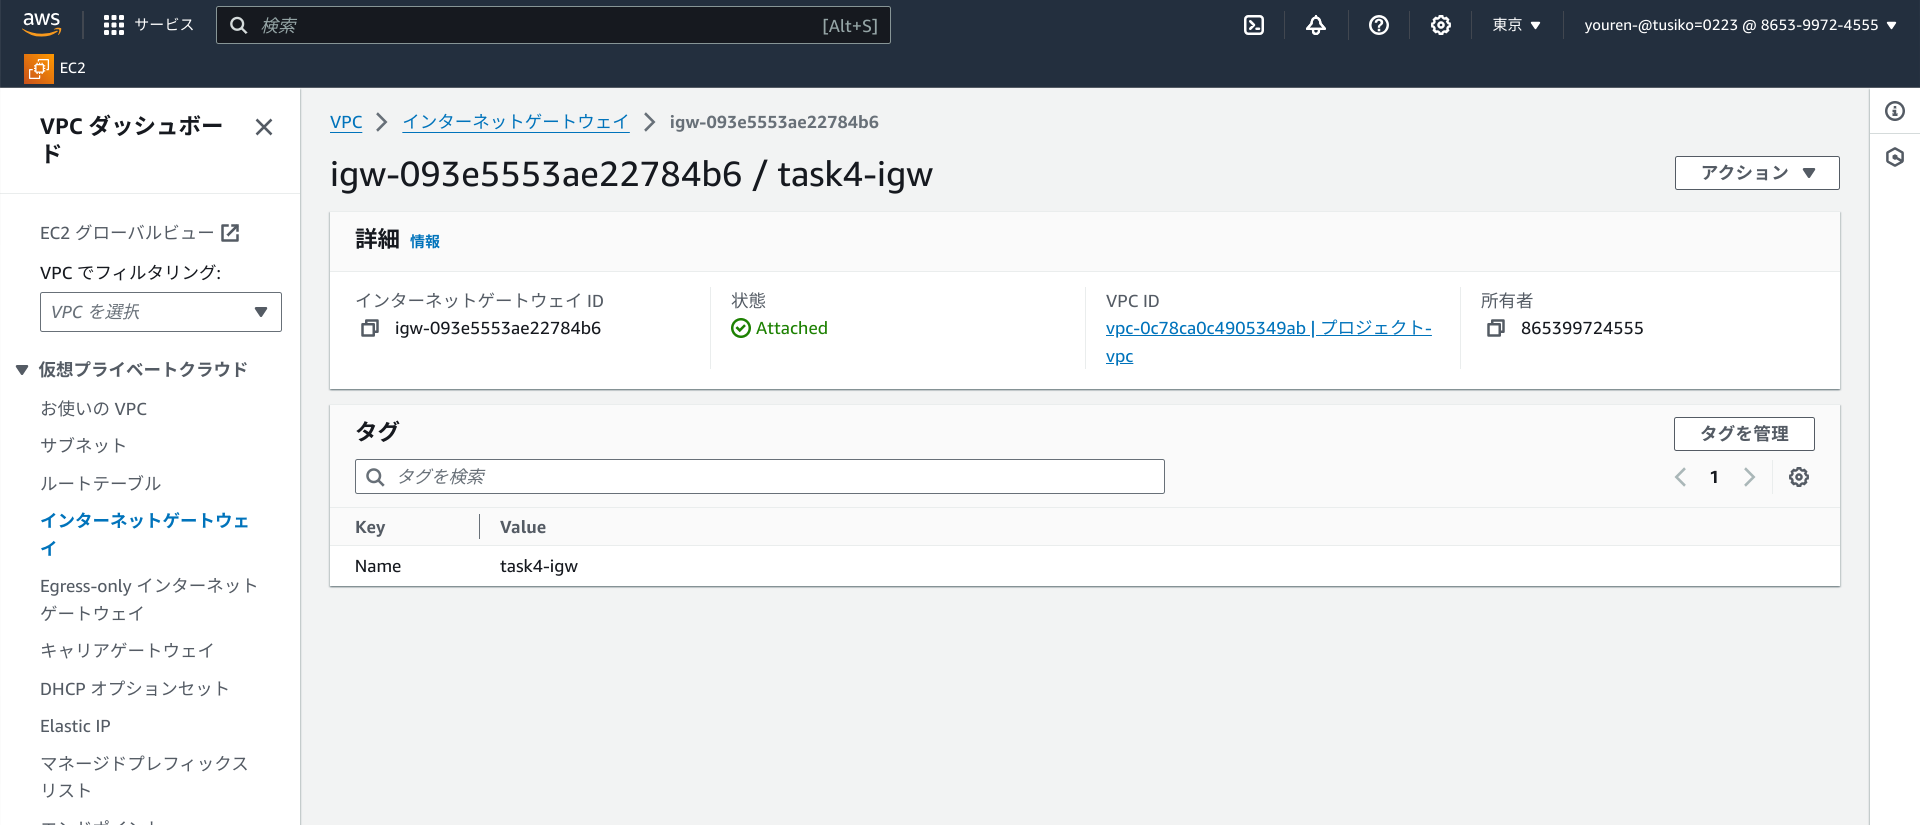 aws
サービス
検索
[Alt+S]
東京
youren-@tusiko=0223 @ 8653-9972-4555
EC2
VPC ダッシュボー
ド
EC2 グローバルビュー
VPC でフィルタリング:
VPC を選択
仮想プライベートクラウド
お使いの VPC
サブネット
ルートテーブル
インターネットゲートウェ
イ
Egress-only インターネット
ゲートウェイ
キャリアゲートウェイ
DHCP オプションセット
Elastic IP
マネージドプレフィックス
リスト
エンドポイント
VPC
インターネットゲートウェイ
igw-093e5553ae22784b6
igw-093e5553ae22784b6 / task4-igw
アクション
詳細 情報
インターネットゲートウェイ ID
igw-093e5553ae22784b6
状態
Attached
VPC ID
vpc-0c78ca0c4905349ab | プロジェクト-
vpc
所有者
865399724555
タグ
タグを管理
タグを検索
1
Key
Value
Name
task4-igw